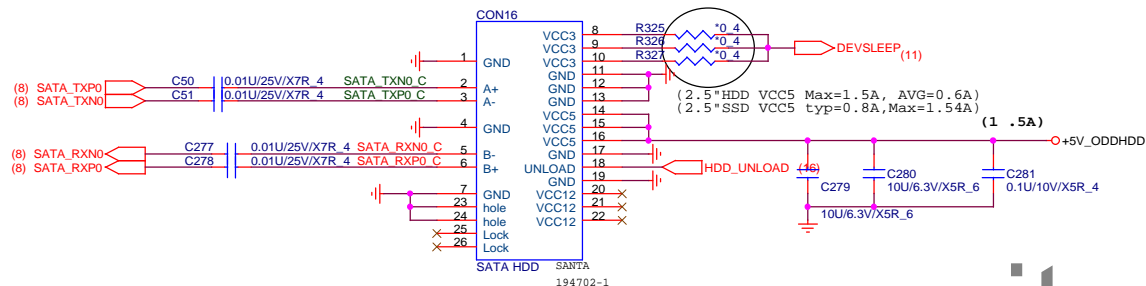 CON16
R325 *0_4
R326 *0_4
R327 *0_4
DEVSLEEP (11)
8 VCC3
9 VCC3
10 VCC3
1 GND
11 GND
(8) SATA_TXP0 C50 0.01U/25V/X7R_4 SATA_TXN0_C 2 A+
12 GND
(8) SATA_TXN0 C51 0.01U/25V/X7R_4 SATA_TXP0_C 3 A-
13 GND
(2.5"HDD VCC5 Max=1.5A, AVG=0.6A)
(2.5"SSD VCC5 typ=0.8A,Max=1.54A)
14 VCC5
4 GND
15 VCC5
(1 .5A)
16 VCC5
+5V_ODDHDD
(8) SATA_RXN0 C277 0.01U/25V/X7R_4 SATA_RXN0_C 5 B-
17 GND
(8) SATA_RXP0 C278 0.01U/25V/X7R_4 SATA_RXP0_C 6 B+
18 UNLOAD
HDD_UNLOAD (16)
19 GND
C279
10U/6.3V/X5R_6
C280
10U/6.3V/X5R_6
C281
0.1U/10V/X5R_4
7 GND
20 VCC12
23 hole
21 VCC12
24 hole
22 VCC12
25 Lock
26 Lock
SATA HDD
SANTA
194702-1